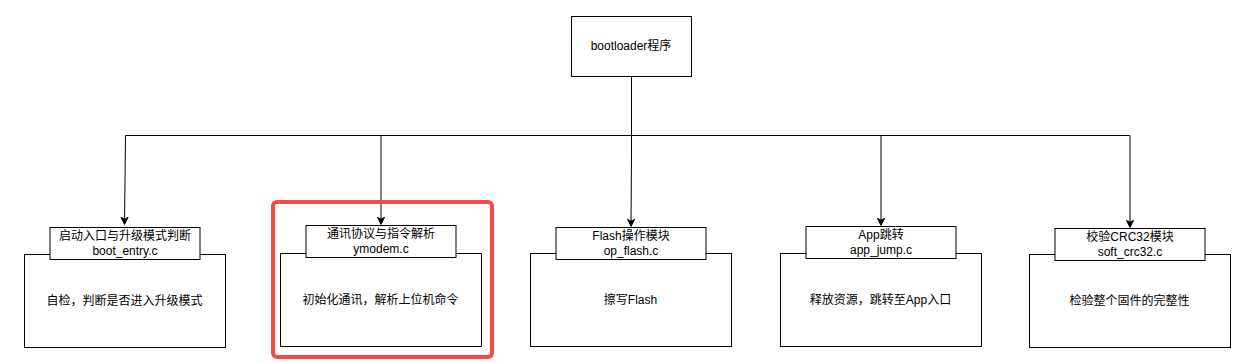 bootloader程序
启动入口与升级模式判断
boot_entry.c
自检，判断是否进入升级模式
通讯协议与指令解析
ymodem.c
初始化通讯，解析上位机命令
Flash操作模块
op_flash.c
擦写Flash
App跳转
app_jump.c
释放资源，跳转至App入口
校验CRC32模块
soft_crc32.c
检验整个固件的完整性